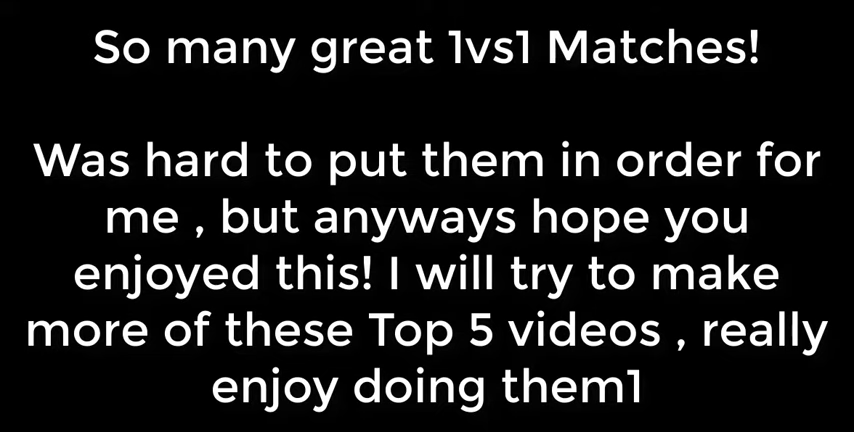 So many great 1vs1 Matches!
Was hard to put them in order for
me , but anyways hope you
enjoyed this! I will try to make
more of these Top 5 videos , really
enjoy doing them1